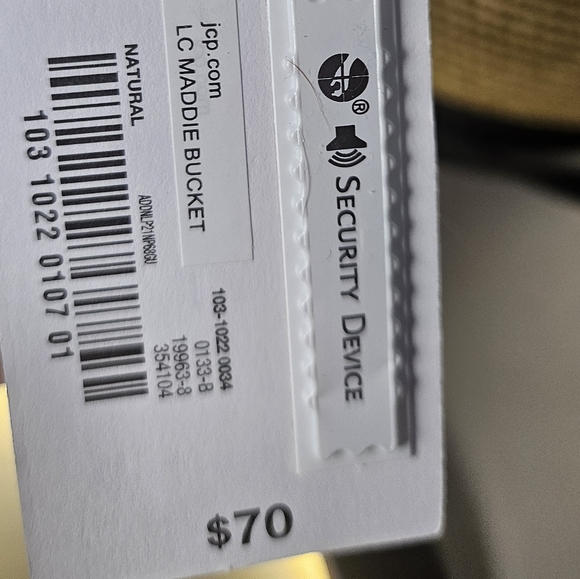 SECURITY DEVICE
®
jcp.com
LC MADDIE BUCKET
103-1022 0034
0133-B
19963-8
354104
NATURAL
103 1022 0107 01
$70